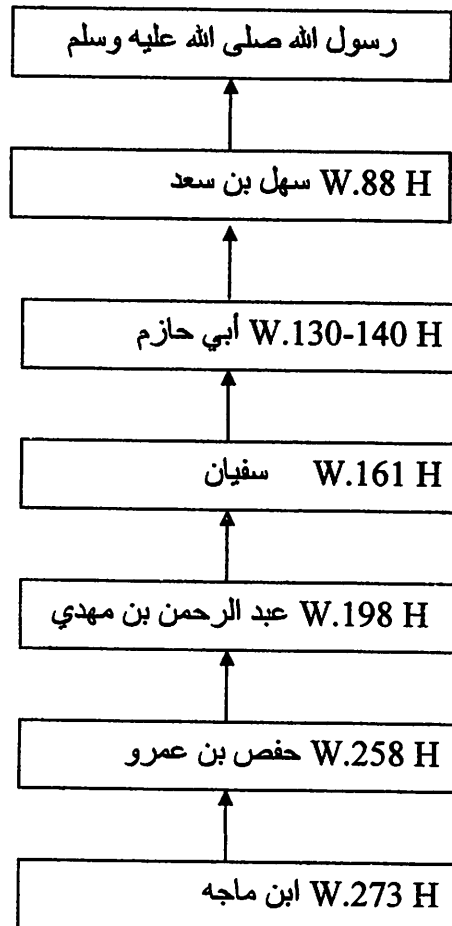 رسول الله صلى الله عليه وسلم
سهل بن سعد W.88 H
أبي حازم W.130-140 H
سفيان W.161 H
عبد الرحمن بن مهدي W.198 H
حفص بن عمرو W.258 H
ابن ماجه W.273 H